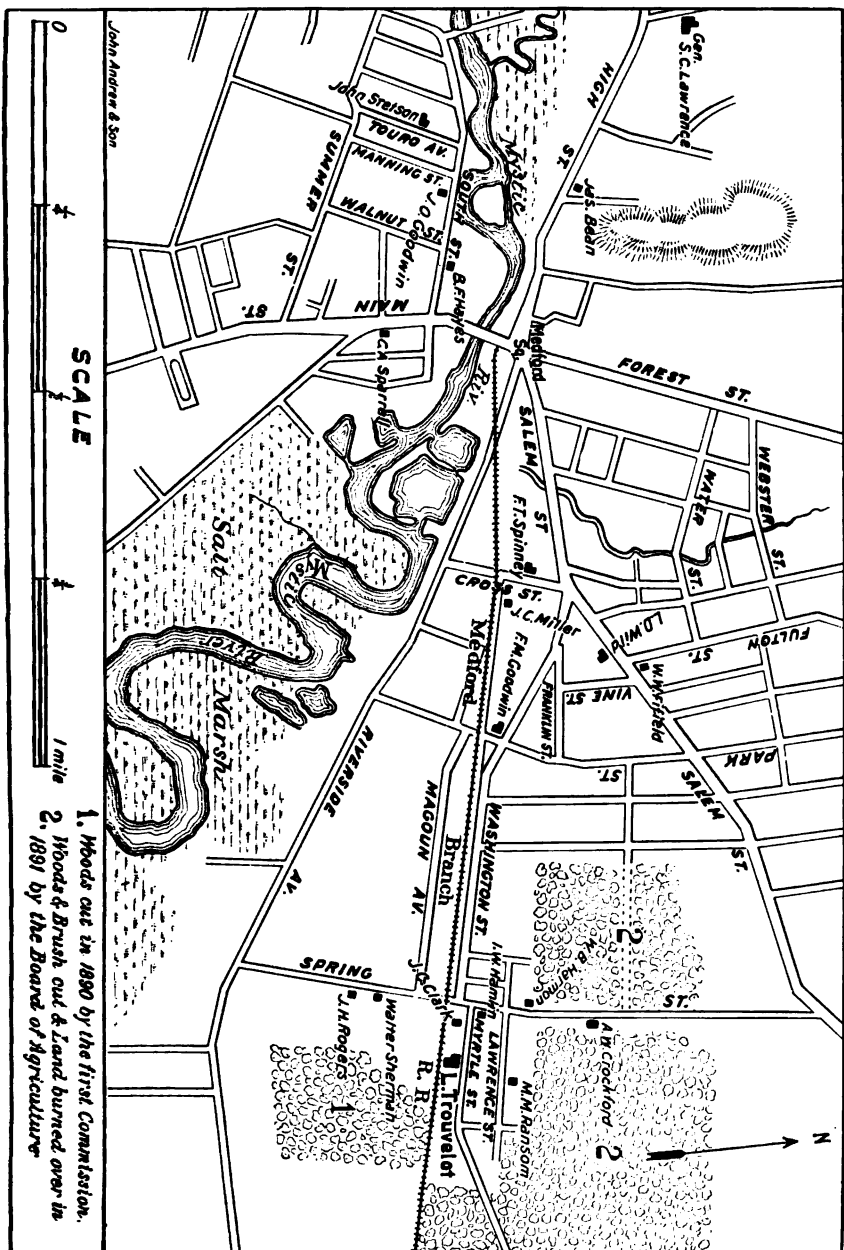 Gen.
S.C. Lawrence
HIGH
ST.
J.M.S. Bean
John Stetson
TOURO AV.
MANNING ST.
WALNUT ST.
SUMMER
ST.
SOUTH
ST.
J.O. Goodwin
B.F. Hayes
Mystic
Riv.
MAIN
ST.
C.A. Sparrell
Medford
Sq.
FOREST ST.
WEBSTER
ST.
WATER
ST.
SALEM
ST.
F.T. Spinney
CROSS ST.
J.C. Miller
L.D. Wild
FULTON
ST.
W.W. Fifield
VINE ST.
FRANKLIN ST.
F.M. Goodwin
PARK
ST.
SALEM
ST.
Medford
Branch
R. R
WASHINGTON ST.
MAGOUN AV.
RIVERSIDE
AV.
Salt
Marsh
Mystic
River
SPRING
ST.
2
W.B. Harmon
I.W. Hamlin
LAWRENCE ST.
MYRTLE ST.
J.G. Clark
L. Trouvelot
Walter Sherman
J.H. Rogers
1
A.W. Crockford
M.M. Ransom
2
N
John Andrew & Son
SCALE
0
1/4
1/2
3/4
1 mile
1. Woods cut in 1890 by the first Commission.
2. Woods & Brush cut & Land burned over in
1891 by the Board of Agriculture